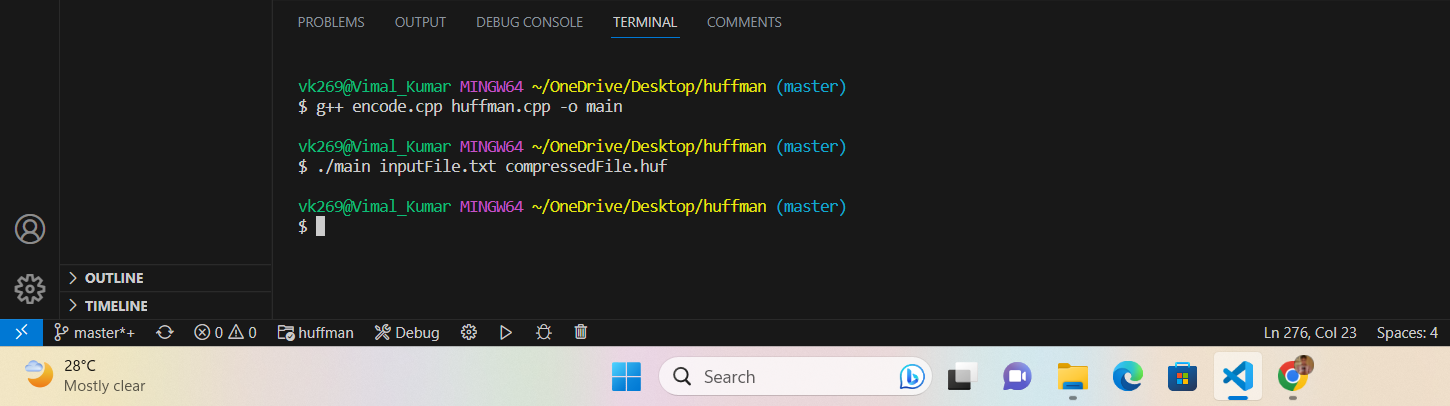 PROBLEMS OUTPUT DEBUG CONSOLE TERMINAL COMMENTS
vk269@Vimal_Kumar MINGW64 ~/OneDrive/Desktop/huffman (master)
$ g++ encode.cpp huffman.cpp -o main
vk269@Vimal_Kumar MINGW64 ~/OneDrive/Desktop/huffman (master)
$ ./main inputFile.txt compressedFile.huf
vk269@Vimal_Kumar MINGW64 ~/OneDrive/Desktop/huffman (master)
$
OUTLINE
TIMELINE
master*+ 0 0 huffman Debug Ln 276, Col 23 Spaces: 4
28°C
Mostly clear
Search